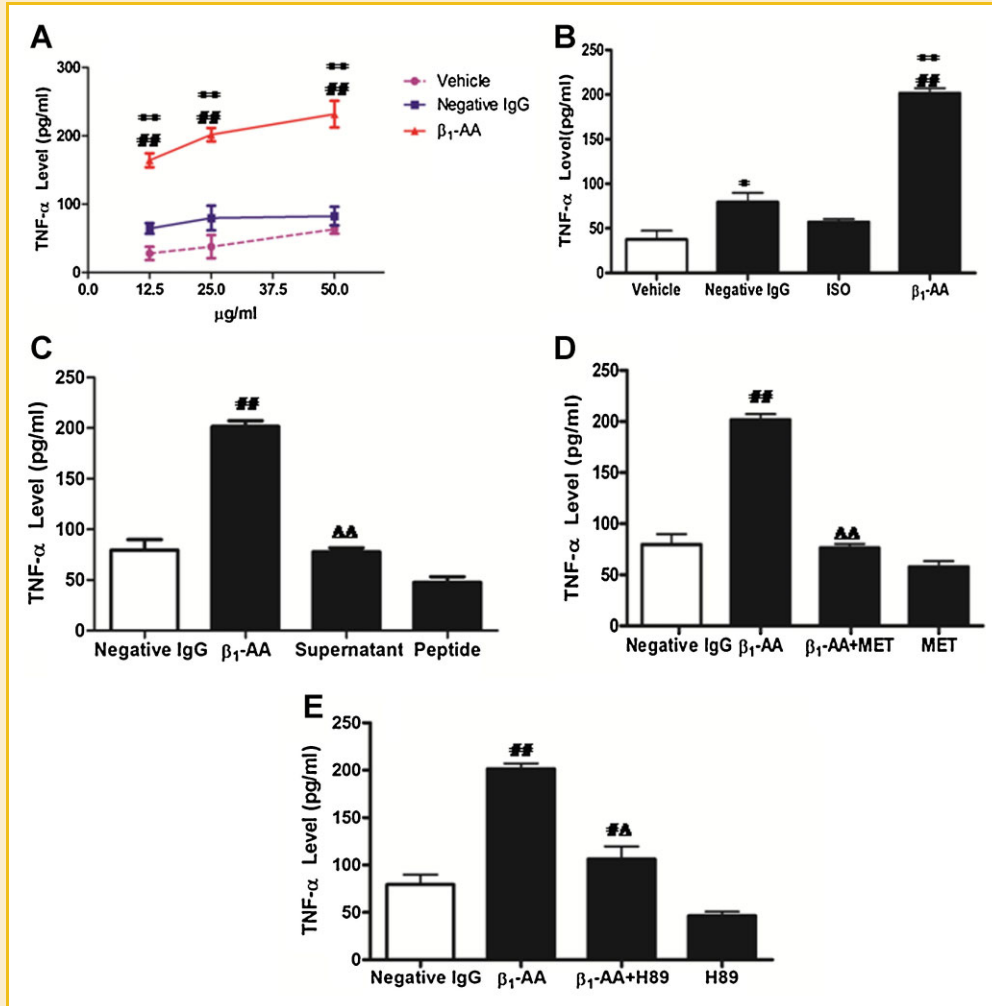 A
TNF-α Level (pg/ml)
300
200
100
0
0.0 12.5 25.0 37.5 50.0
μg/ml
** ** **
## ## ##
Vehicle
Negative IgG
β1-AA
B
TNF-α Level(pg/ml)
250
200
150
100
50
0
*
**
##
Vehicle Negative IgG ISO β1-AA
C
TNF-α Level (pg/ml)
250
200
150
100
50
0
##
ΔΔ
Negative IgG β1-AA Supernatant Peptide
D
TNF-α Level (pg/ml)
250
200
150
100
50
0
##
ΔΔ
Negative IgG β1-AA β1-AA+MET MET
E
TNF-α Level (pg/ml)
250
200
150
100
50
0
##
#Δ
Negative IgG β1-AA β1-AA+H89 H89